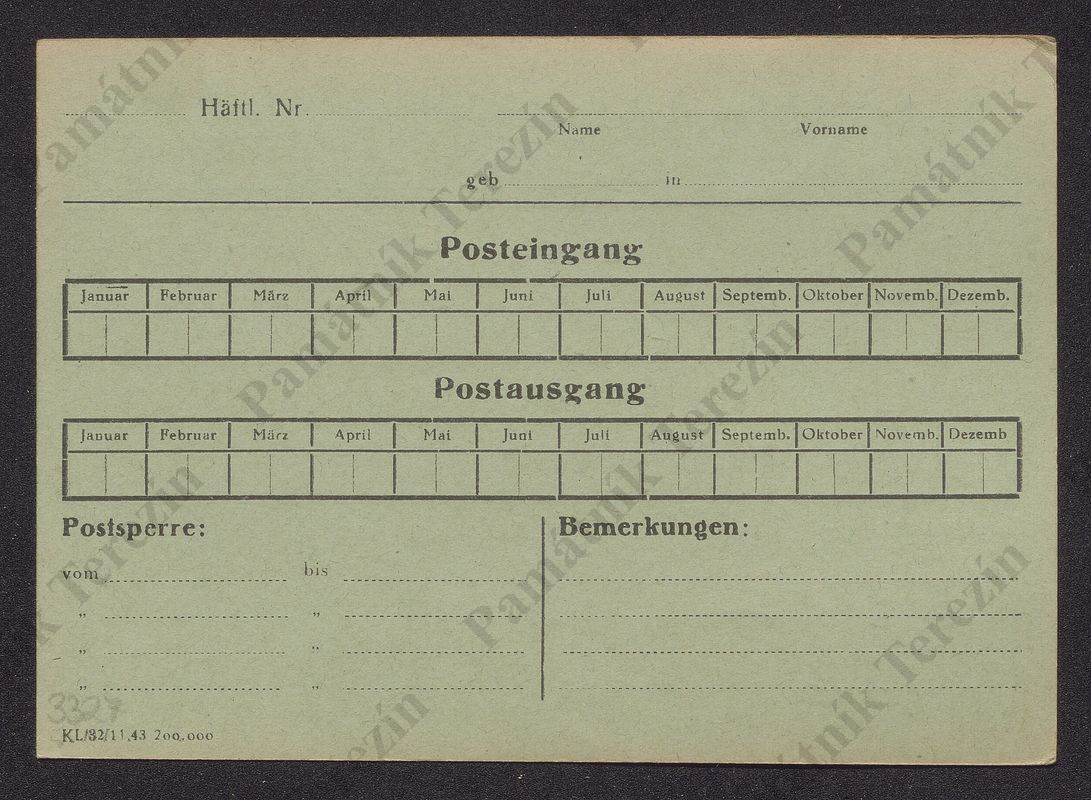 Häftl. Nr.
Name Vorname
geb in
Posteingang
Januar Februar März April Mai Juni Juli August Septemb. Oktober Novemb. Dezemb.
Postausgang
Januar Februar März April Mai Juni Juli August Septemb. Oktober Novemb. Dezemb
Postsperre: Bemerkungen:
vom bis
„ „
„ „
„ „
3327
KL/32/11.43 200.000
Památník Terezín